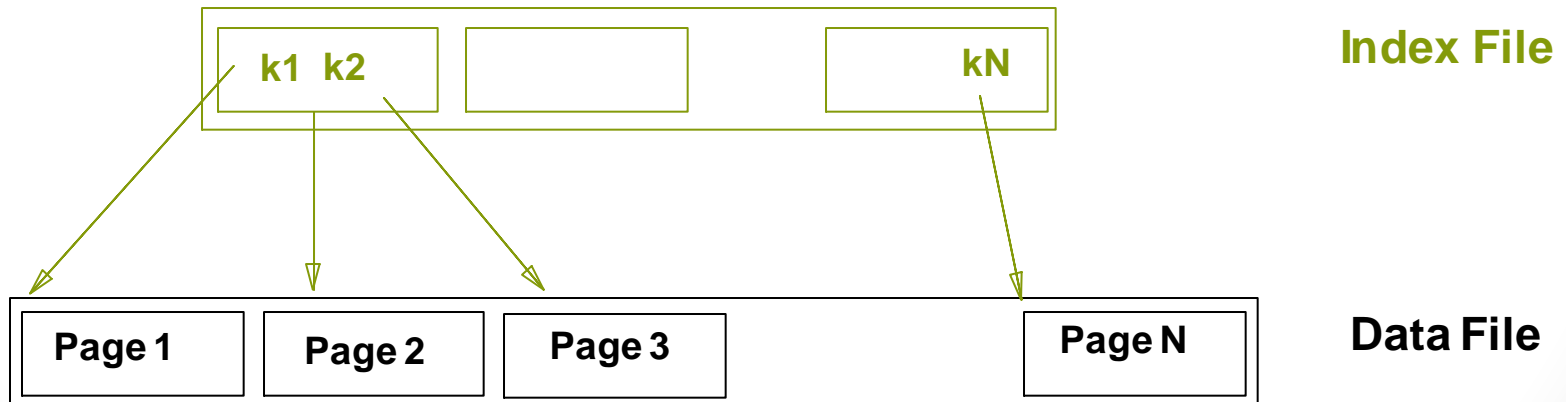 k1 k2
kN
Index File
Page 1
Page 2
Page 3
Page N
Data File